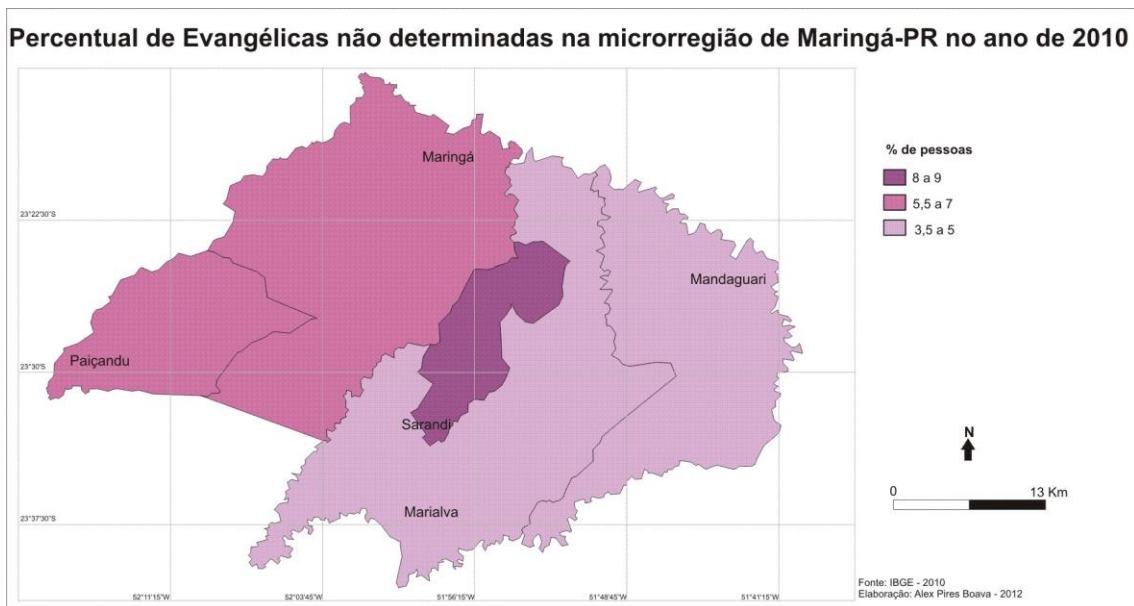 Percentual de Evangélicas não determinadas na microrregião de Maringá-PR no ano de 2010
Maringá
% de pessoas
8 a 9
5,5 a 7
3,5 a 5
23°22'30"S
Mandaguari
Paiçandu
23°30'S
Sarandi
N
0 13 Km
Marialva
23°37'30"S
Fonte: IBGE - 2010
Elaboração: Alex Pires Boava - 2012
52°11'15"W 52°03'45"W 51°56'15"W 51°48'45"W 51°41'15"W